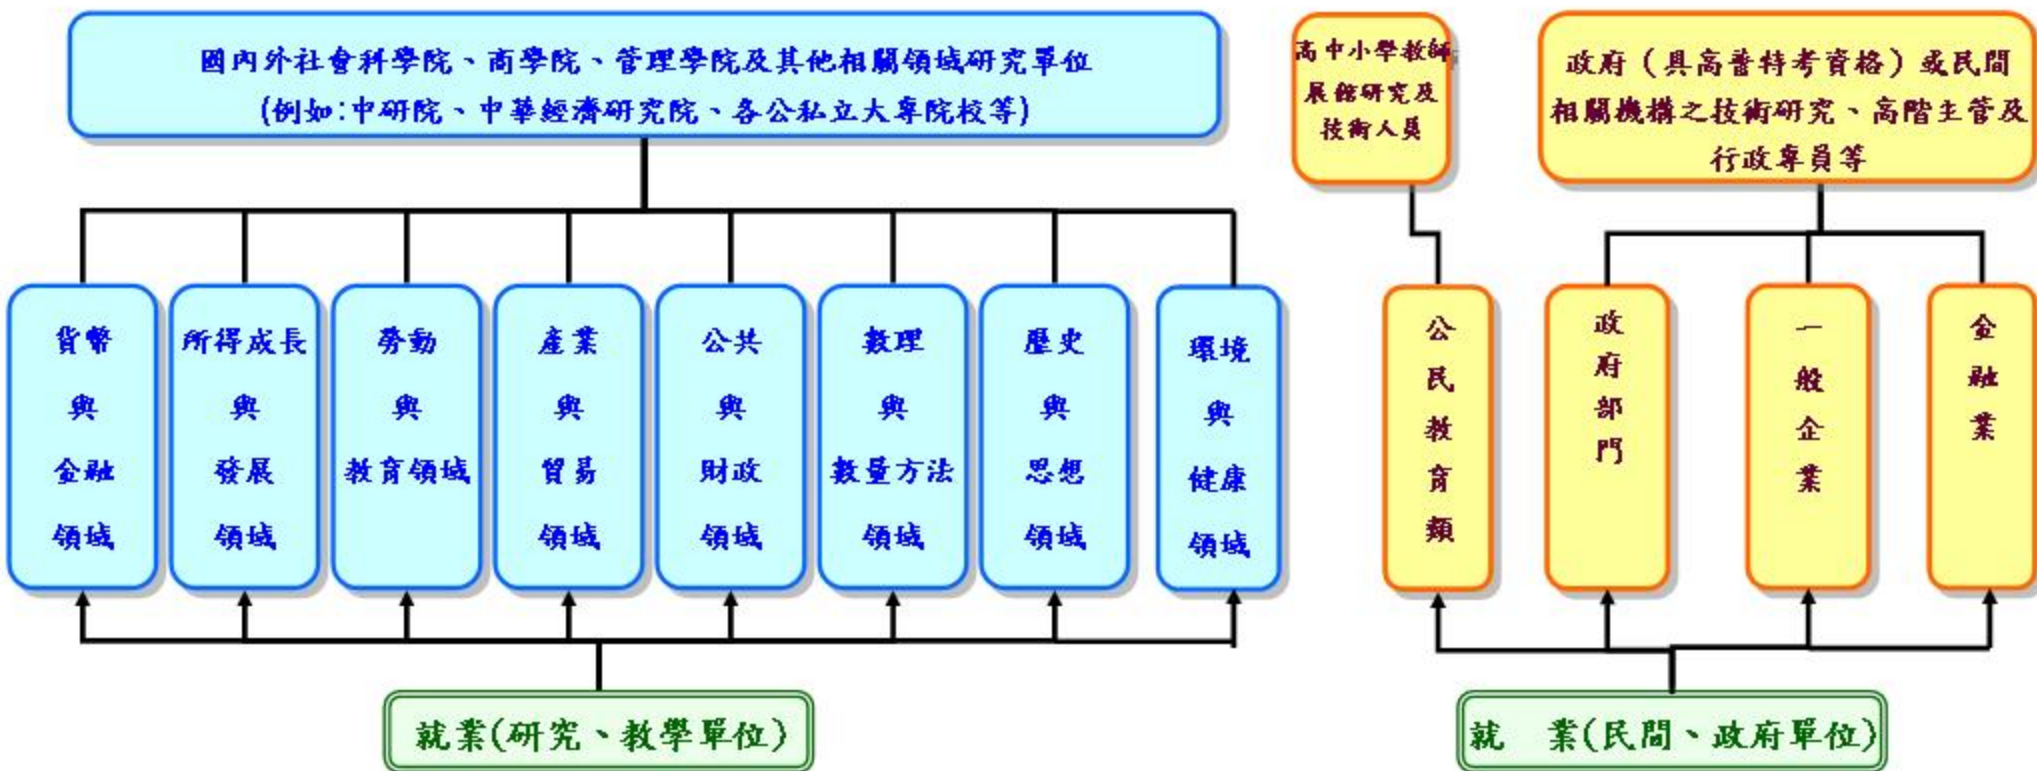 國內外社會科學院、商學院、管理學院及其他相關領域研究單位
(例如:中研院、中華經濟研究院、各公私立大專院校等)
高中小學教師
展館研究及
技術人員
政府（具高普特考資格）或民間
相關機構之技術研究、高階主管及
行政專員等
貨幣
與
金融
領域
所得成長
與
發展
領域
勞動
與
教育領域
產業
與
貿易
領域
公共
與
財政
領域
數理
與
數量方法
領域
歷史
與
思想
領域
環境
與
健康
領域
公民教育類
政府部門
一般企業
金融業
就業(研究、教學單位)
就　業(民間、政府單位)